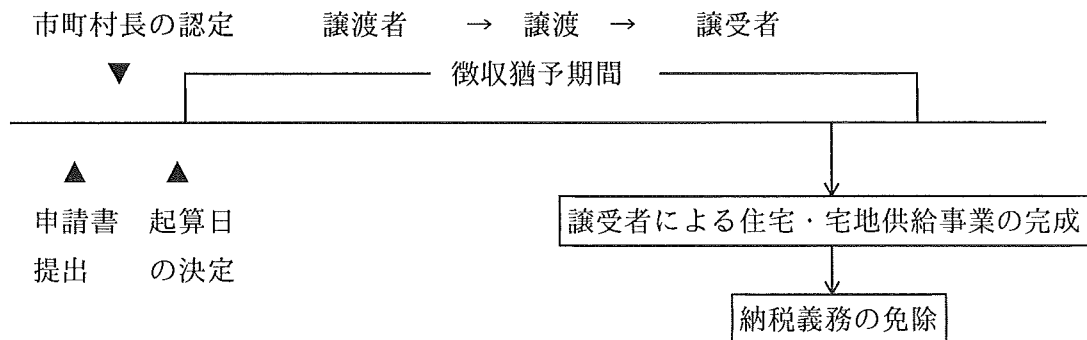 市町村長の認定 譲渡者 → 譲渡 → 譲受者
▼
徴収猶予期間
▲ ▲
申請書 起算日
提出 の決定
譲受者による住宅・宅地供給事業の完成
納税義務の免除